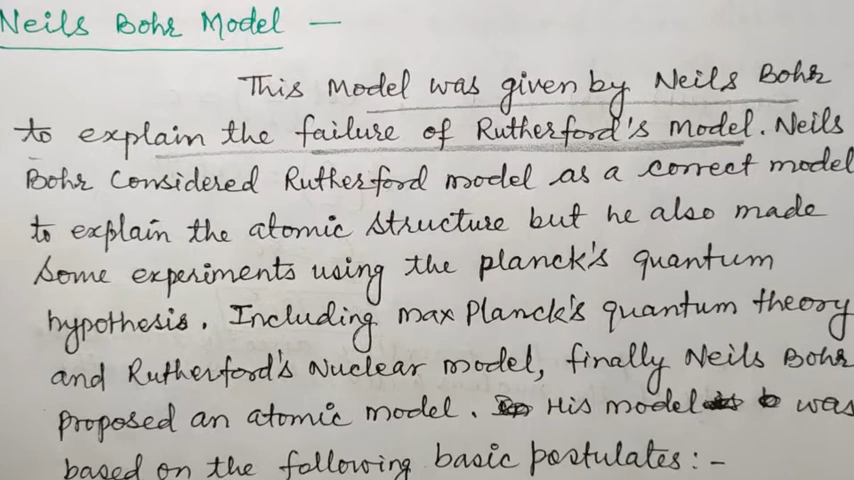 Neils Bohr Model —
This Model was given by Neils Bohr
to explain the failure of Rutherford's Model. Neils
Bohr Considered Rutherford model as a correct model
to explain the atomic structure but he also made
some experiments using the planck's quantum
hypothesis. Including max Planck's quantum theory
and Rutherford's Nuclear model, finally Neils Bohr
proposed an atomic model. His model was
based on the following basic postulates : -